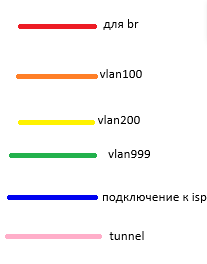 для br
vlan100
vlan200
vlan999
подключение к isp
tunnel